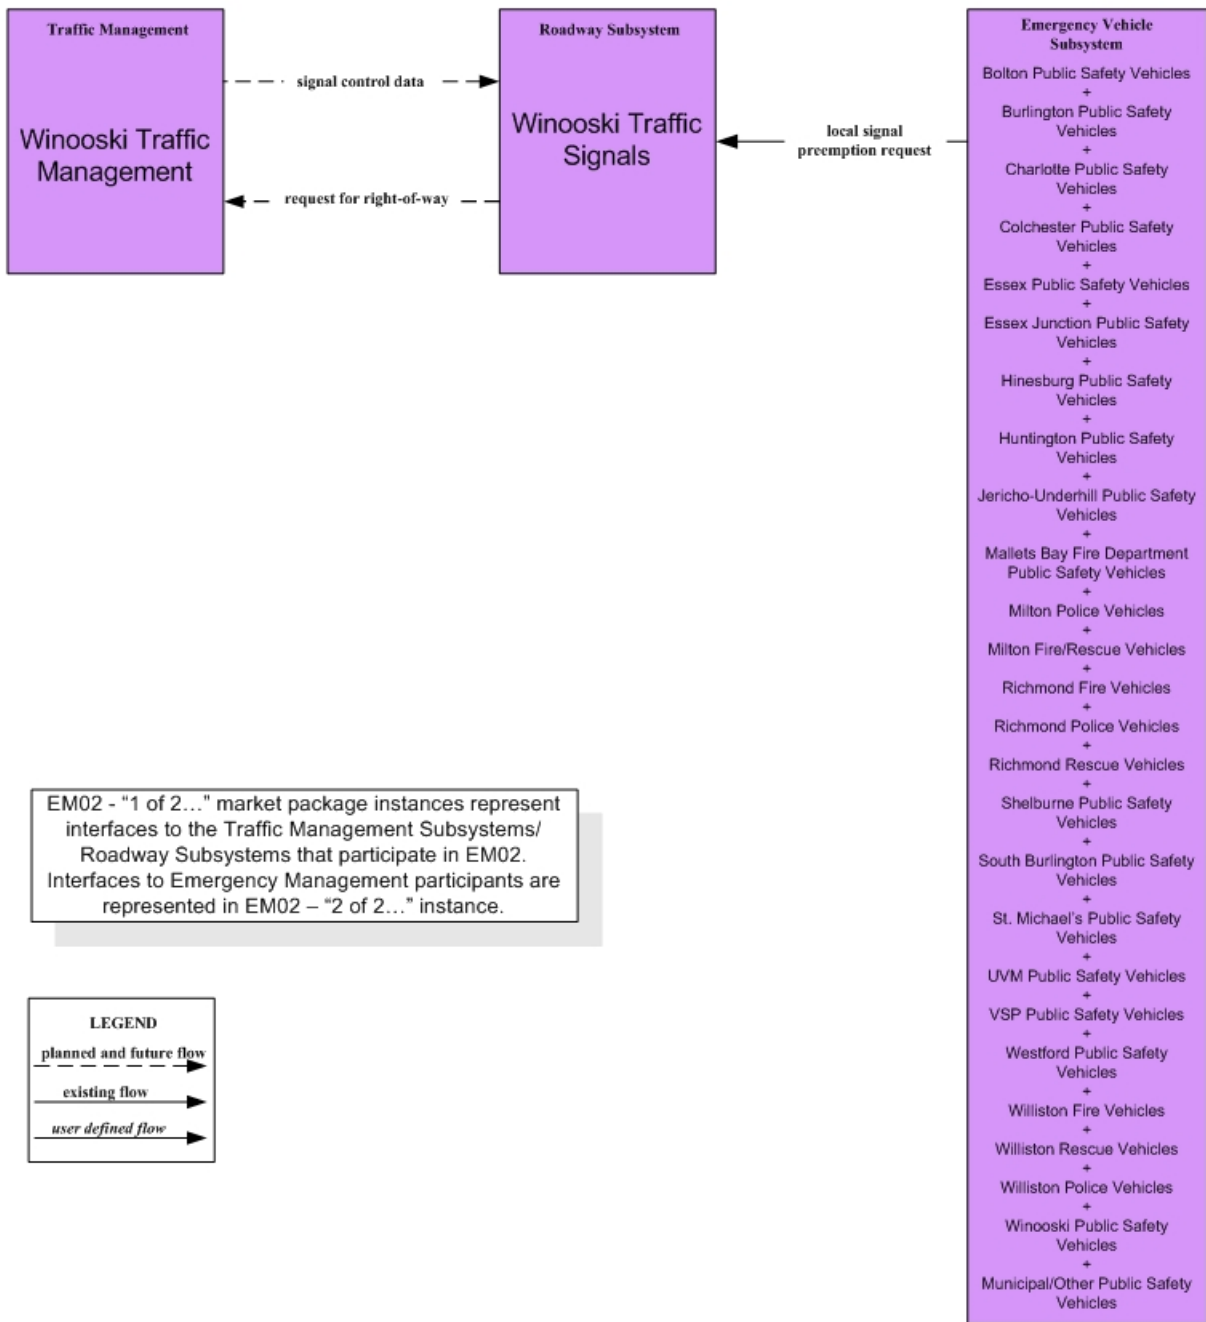 Traffic Management
Winooski Traffic
Management
signal control data
request for right-of-way
Roadway Subsystem
Winooski Traffic
Signals
local signal
preemption request
Emergency Vehicle
Subsystem
Bolton Public Safety Vehicles
+
Burlington Public Safety
Vehicles
+
Charlotte Public Safety
Vehicles
+
Colchester Public Safety
Vehicles
+
Essex Public Safety Vehicles
+
Essex Junction Public Safety
Vehicles
+
Hinesburg Public Safety
Vehicles
+
Huntington Public Safety
Vehicles
+
Jericho-Underhill Public Safety
Vehicles
+
Mallets Bay Fire Department
Public Safety Vehicles
+
Milton Police Vehicles
+
Milton Fire/Rescue Vehicles
+
Richmond Fire Vehicles
+
Richmond Police Vehicles
+
Richmond Rescue Vehicles
+
Shelburne Public Safety
Vehicles
+
South Burlington Public Safety
Vehicles
+
St. Michael's Public Safety
Vehicles
+
UVM Public Safety Vehicles
+
VSP Public Safety Vehicles
+
Westford Public Safety
Vehicles
+
Williston Fire Vehicles
+
Williston Rescue Vehicles
+
Williston Police Vehicles
+
Winooski Public Safety
Vehicles
+
Municipal/Other Public Safety
Vehicles
EM02 - “1 of 2…” market package instances represent
interfaces to the Traffic Management Subsystems/
Roadway Subsystems that participate in EM02.
Interfaces to Emergency Management participants are
represented in EM02 – “2 of 2…” instance.
LEGEND
planned and future flow
existing flow
user defined flow